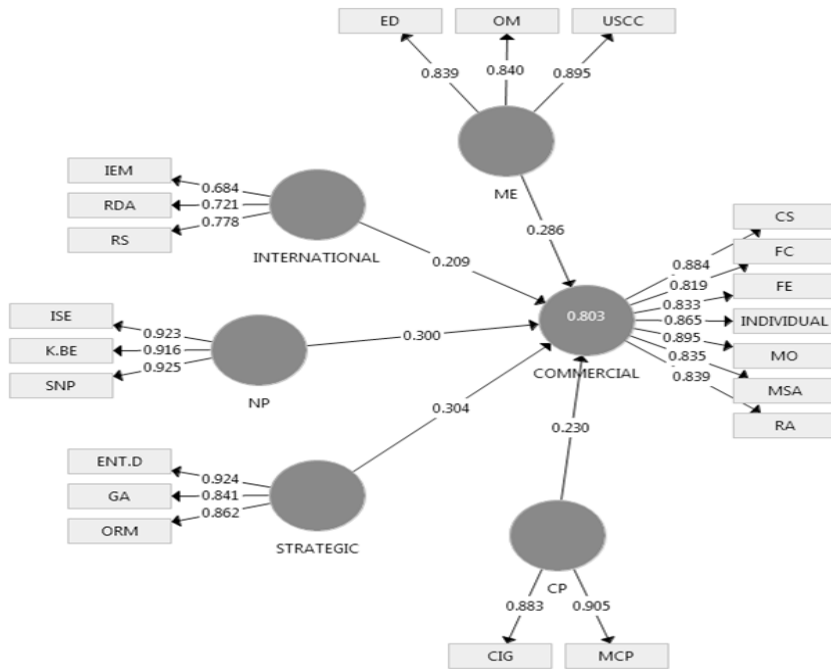 ED
OM
USCC
0.839
0.840
0.895
ME
0.286
IEM
RDA
RS
0.684
0.721
0.778
INTERNATIONAL
0.209
ISE
K.BE
SNP
0.923
0.916
0.925
NP
0.300
ENT.D
GA
ORM
0.924
0.841
0.862
STRATEGIC
0.304
0.803
COMMERCIAL
0.884
0.819
0.833
0.865
0.895
0.835
0.839
CS
FC
FE
INDIVIDUAL
MO
MSA
RA
0.230
CP
0.883
0.905
CIG
MCP